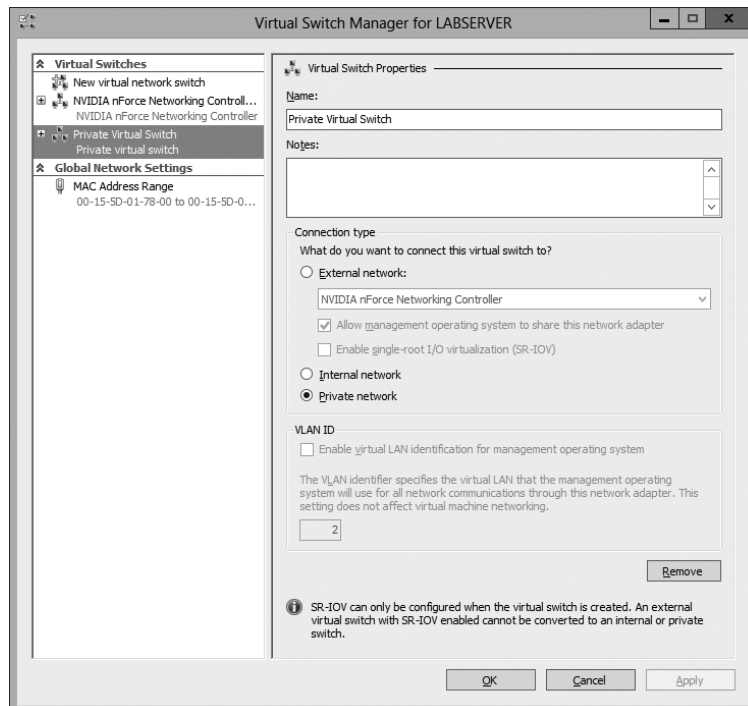 Virtual Switch Manager for LABSERVER
Virtual Switches
New virtual network switch
NVIDIA nForce Networking Controll...
NVIDIA nForce Networking Controller
Private Virtual Switch
Private virtual switch
Global Network Settings
MAC Address Range
00-15-5D-01-78-00 to 00-15-5D-0...
Virtual Switch Properties
Name:
Private Virtual Switch
Notes:
Connection type
What do you want to connect this virtual switch to?
External network:
NVIDIA nForce Networking Controller
Allow management operating system to share this network adapter
Enable single-root I/O virtualization (SR-IOV)
Internal network
Private network
VLAN ID
Enable virtual LAN identification for management operating system
The VLAN identifier specifies the virtual LAN that the management operating
system will use for all network communications through this network adapter. This
setting does not affect virtual machine networking.
2
Remove
SR-IOV can only be configured when the virtual switch is created. An external
virtual switch with SR-IOV enabled cannot be converted to an internal or private
switch.
OK
Cancel
Apply